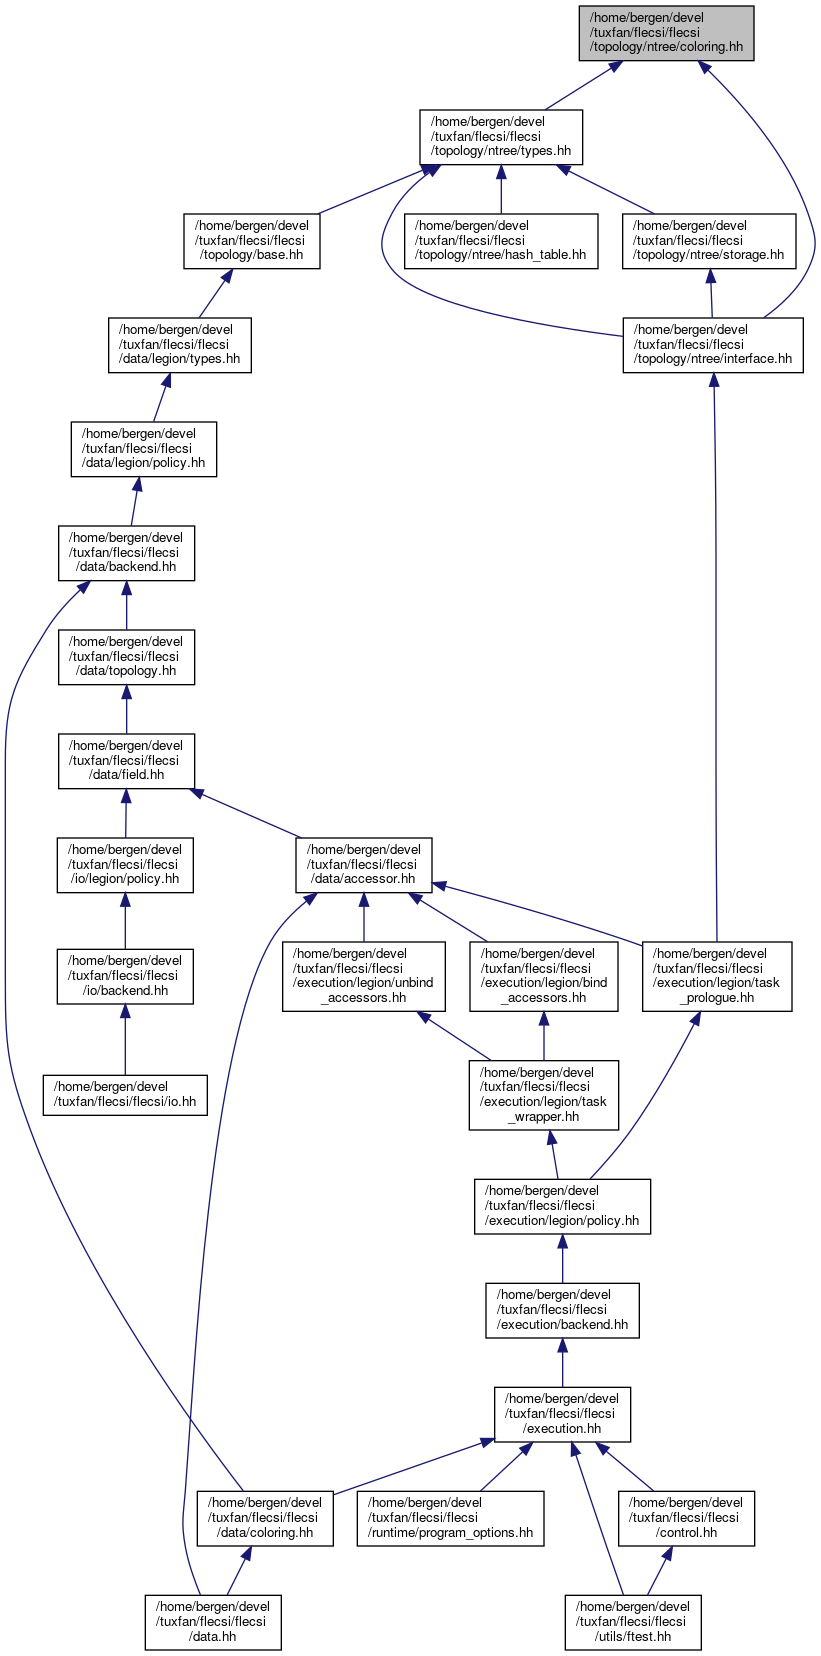 /home/bergen/devel
/tuxfan/flecsi/flecsi
/topology/ntree/coloring.hh
/home/bergen/devel
/tuxfan/flecsi/flecsi
/topology/ntree/types.hh
/home/bergen/devel
/tuxfan/flecsi/flecsi
/topology/base.hh
/home/bergen/devel
/tuxfan/flecsi/flecsi
/topology/ntree/hash_table.hh
/home/bergen/devel
/tuxfan/flecsi/flecsi
/topology/ntree/storage.hh
/home/bergen/devel
/tuxfan/flecsi/flecsi
/data/legion/types.hh
/home/bergen/devel
/tuxfan/flecsi/flecsi
/topology/ntree/interface.hh
/home/bergen/devel
/tuxfan/flecsi/flecsi
/data/legion/policy.hh
/home/bergen/devel
/tuxfan/flecsi/flecsi
/data/backend.hh
/home/bergen/devel
/tuxfan/flecsi/flecsi
/data/topology.hh
/home/bergen/devel
/tuxfan/flecsi/flecsi
/data/field.hh
/home/bergen/devel
/tuxfan/flecsi/flecsi
/io/legion/policy.hh
/home/bergen/devel
/tuxfan/flecsi/flecsi
/data/accessor.hh
/home/bergen/devel
/tuxfan/flecsi/flecsi
/io/backend.hh
/home/bergen/devel
/tuxfan/flecsi/flecsi
/execution/legion/unbind
_accessors.hh
/home/bergen/devel
/tuxfan/flecsi/flecsi
/execution/legion/bind
_accessors.hh
/home/bergen/devel
/tuxfan/flecsi/flecsi
/execution/legion/task
_prologue.hh
/home/bergen/devel
/tuxfan/flecsi/flecsi/io.hh
/home/bergen/devel
/tuxfan/flecsi/flecsi
/execution/legion/task
_wrapper.hh
/home/bergen/devel
/tuxfan/flecsi/flecsi
/execution/legion/policy.hh
/home/bergen/devel
/tuxfan/flecsi/flecsi
/execution/backend.hh
/home/bergen/devel
/tuxfan/flecsi/flecsi
/execution.hh
/home/bergen/devel
/tuxfan/flecsi/flecsi
/data/coloring.hh
/home/bergen/devel
/tuxfan/flecsi/flecsi
/runtime/program_options.hh
/home/bergen/devel
/tuxfan/flecsi/flecsi
/control.hh
/home/bergen/devel
/tuxfan/flecsi/flecsi
/data.hh
/home/bergen/devel
/tuxfan/flecsi/flecsi
/utils/ftest.hh